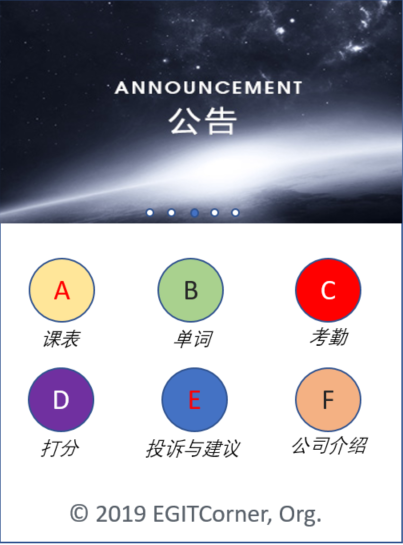 ANNOUNCEMENT
公告
A B C
课表 单词 考勤
D E F
打分 投诉与建议 公司介绍
© 2019 EGITCorner, Org.